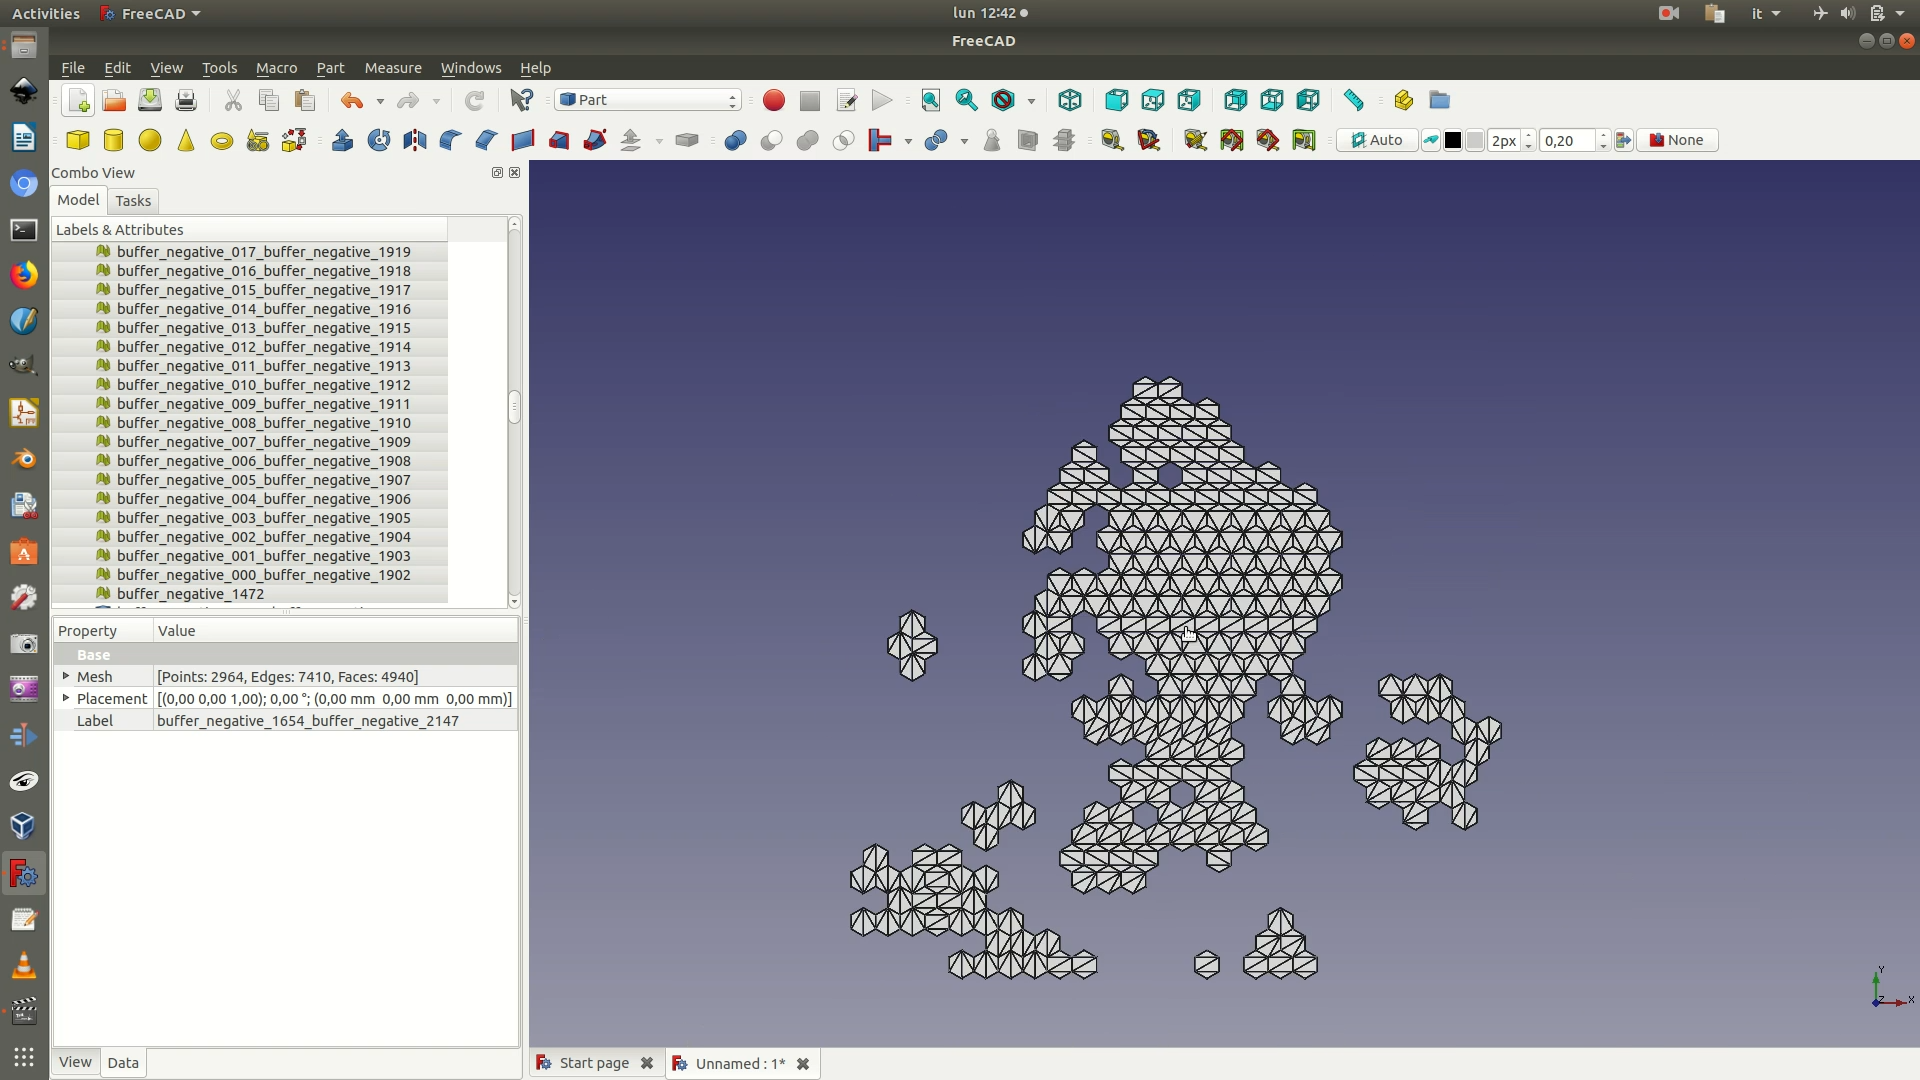 Activities FreeCAD lun 12:42 it
FreeCAD
File Edit View Tools Macro Part Measure Windows Help
Part
Auto 2px 0,20 None
Combo View
Model Tasks
Labels & Attributes
buffer_negative_017_buffer_negative_1919
buffer_negative_016_buffer_negative_1918
buffer_negative_015_buffer_negative_1917
buffer_negative_014_buffer_negative_1916
buffer_negative_013_buffer_negative_1915
buffer_negative_012_buffer_negative_1914
buffer_negative_011_buffer_negative_1913
buffer_negative_010_buffer_negative_1912
buffer_negative_009_buffer_negative_1911
buffer_negative_008_buffer_negative_1910
buffer_negative_007_buffer_negative_1909
buffer_negative_006_buffer_negative_1908
buffer_negative_005_buffer_negative_1907
buffer_negative_004_buffer_negative_1906
buffer_negative_003_buffer_negative_1905
buffer_negative_002_buffer_negative_1904
buffer_negative_001_buffer_negative_1903
buffer_negative_000_buffer_negative_1902
buffer_negative_1472
Property Value
Base
Mesh [Points: 2964, Edges: 7410, Faces: 4940]
Placement [(0,00 0,00 1,00); 0,00 °; (0,00 mm 0,00 mm 0,00 mm)]
Label buffer_negative_1654_buffer_negative_2147
Y
Z X
View Data
Start page Unnamed : 1*